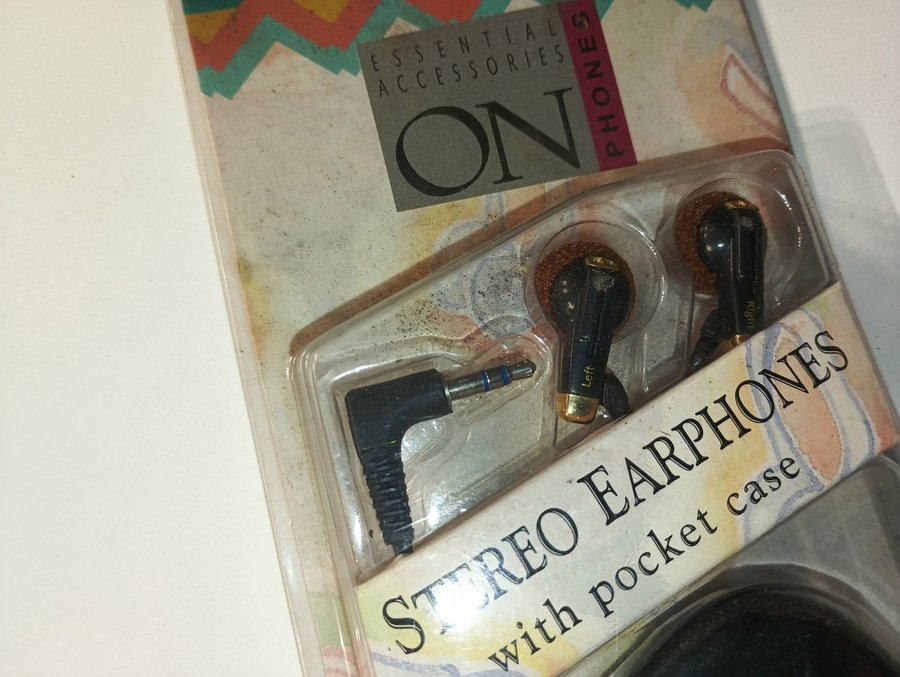 ESSENTIAL
ACCESSORIES
ON
PHONES
Left
Right
STEREO EARPHONES
with pocket case